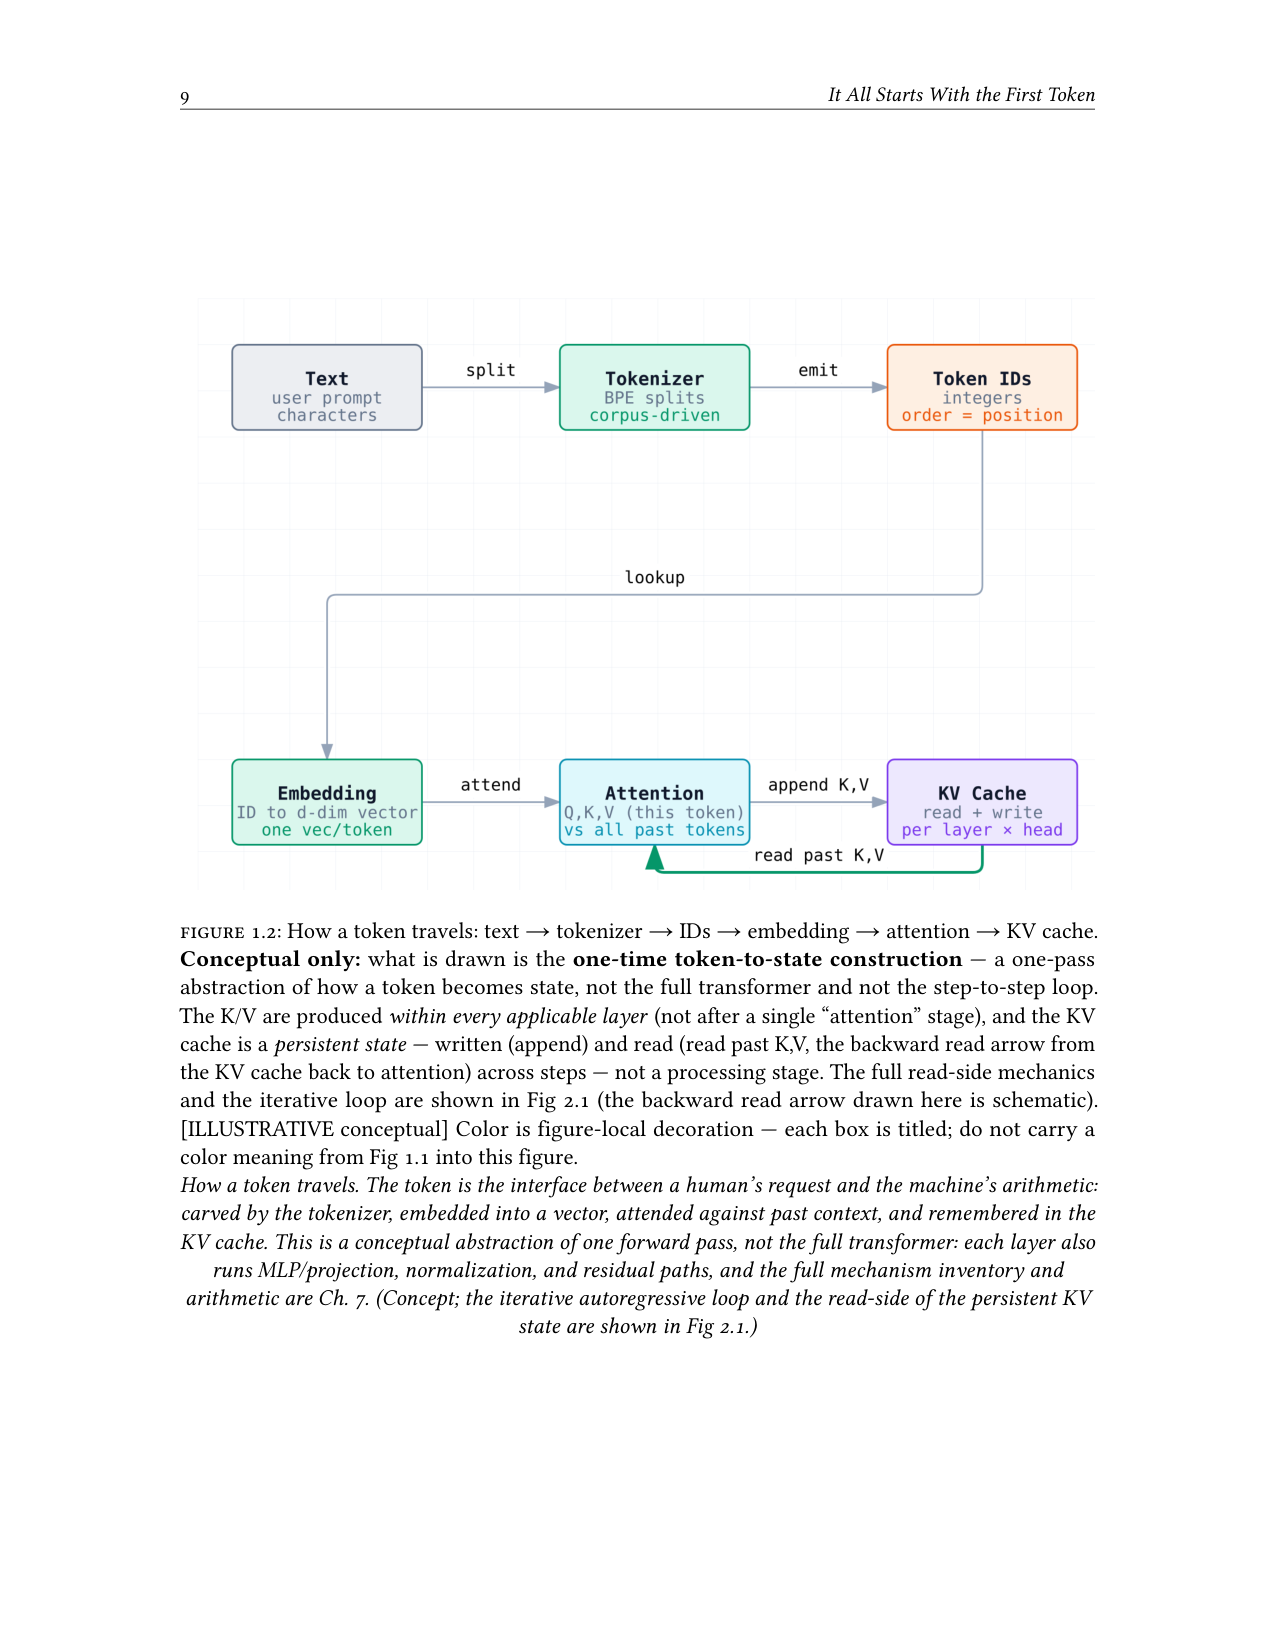 9 It All Starts With the First Token
split
emit
Text
user prompt
characters
Tokenizer
BPE splits
corpus-driven
Token IDs
integers
order = position
lookup
Embedding
ID to d-dim vector
one vec/token
attend
Attention
Q,K,V (this token)
vs all past tokens
append K,V
KV Cache
read + write
per layer × head
read past K,V
FIGURE 1.2: How a token travels: text → tokenizer → IDs → embedding → attention → KV cache.
Conceptual only: what is drawn is the one-time token-to-state construction — a one-pass
abstraction of how a token becomes state, not the full transformer and not the step-to-step loop.
The K/V are produced within every applicable layer (not after a single “attention” stage), and the KV
cache is a persistent state — written (append) and read (read past K,V, the backward read arrow from
the KV cache back to attention) across steps — not a processing stage. The full read-side mechanics
and the iterative loop are shown in Fig 2.1 (the backward read arrow drawn here is schematic).
[ILLUSTRATIVE conceptual] Color is figure-local decoration — each box is titled; do not carry a
color meaning from Fig 1.1 into this figure.
How a token travels. The token is the interface between a human’s request and the machine’s arithmetic:
carved by the tokenizer, embedded into a vector, attended against past context, and remembered in the
KV cache. This is a conceptual abstraction of one forward pass, not the full transformer: each layer also
runs MLP/projection, normalization, and residual paths, and the full mechanism inventory and
arithmetic are Ch. 7. (Concept; the iterative autoregressive loop and the read-side of the persistent KV
state are shown in Fig 2.1.)